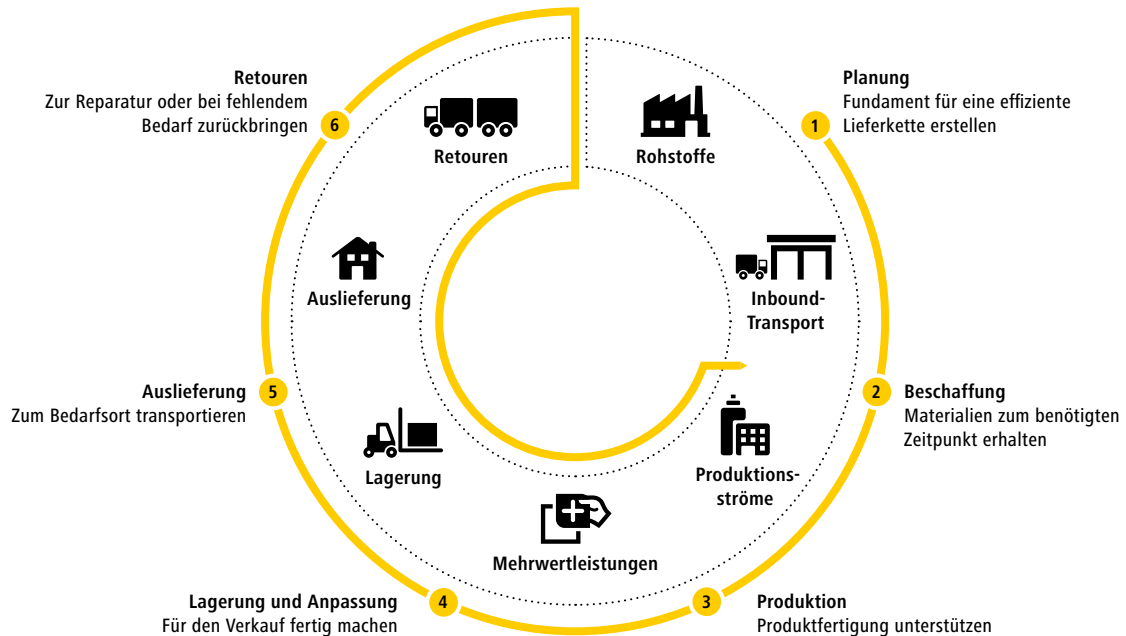 Planung
Fundament für eine effiziente
Lieferkette erstellen
1
Beschaffung
Materialien zum benötigten
Zeitpunkt erhalten
2
Produktion
Produktfertigung unterstützen
3
Lagerung und Anpassung
Für den Verkauf fertig machen
4
Auslieferung
Zum Bedarfsort transportieren
5
Retouren
Zur Reparatur oder bei fehlendem
Bedarf zurückbringen
6
Rohstoffe
Inbound-
Transport
Produktions-
ströme
Mehrwertleistungen
Lagerung
Auslieferung
Retouren